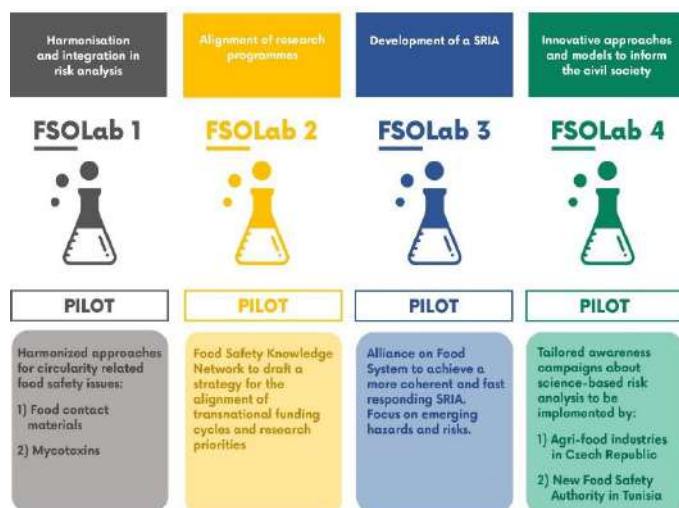 Harmonisation
and integration in
risk analysis
FSOLab 1
PILOT
Harmonized approaches
for circularity related
food safety issues:
1) Food contact
materials
2) Mycotoxins
Alignment of research
programmes
FSOLab 2
PILOT
Food Safety Knowledge
Network to draft a
strategy for the
alignment of
transnational funding
cycles and research
priorities
Development of a SRIA
FSOLab 3
PILOT
Alliance on Food
System to achieve a
more coherent and fast
responding SRIA.
Focus on emerging
hazards and risks.
Innovative approaches
and models to inform
the civil society
FSOLab 4
PILOT
Tailored awareness
campaigns about
science-based risk
analysis to be
implemented by:
1) Agri-food industries
in Czech Republic
2) New Food Safety
Authority in Tunisia